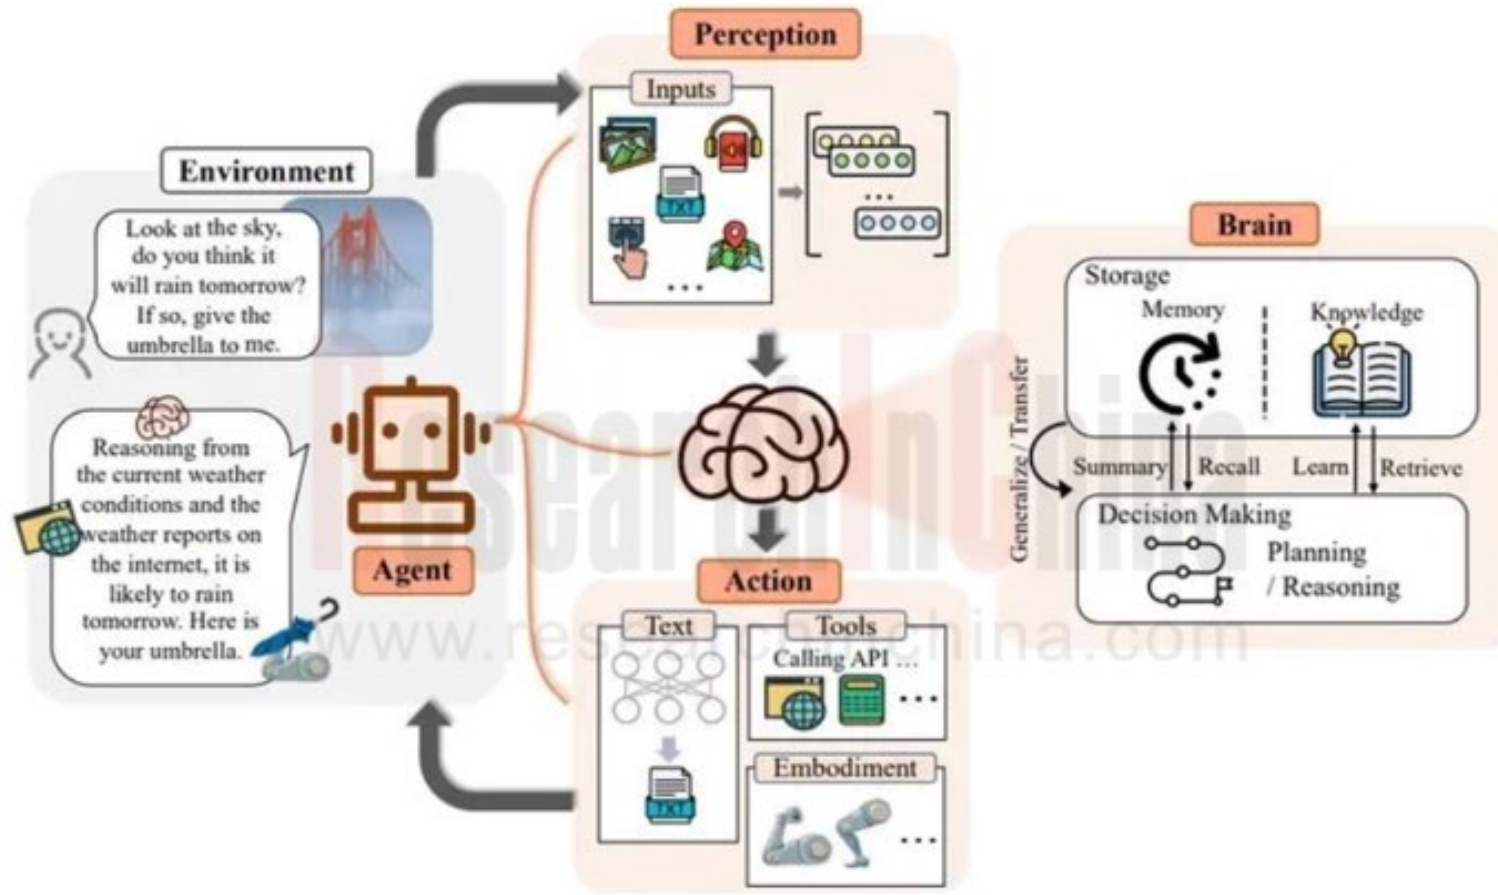 Perception
Inputs
TXT
Environment
Look at the sky,
do you think it
will rain tomorrow?
If so, give the
umbrella to me.
Reasoning from
the current weather
conditions and the
weather reports on
the internet, it is
likely to rain
tomorrow. Here is
your umbrella.
Agent
Brain
Storage
Memory
Knowledge
Generalize / Transfer
Summary
Recall
Learn
Retrieve
Decision Making
Planning
/ Reasoning
Action
Text
TXT
Tools
Calling API ...
Embodiment
ResearchInChina
www.researchinchina.com